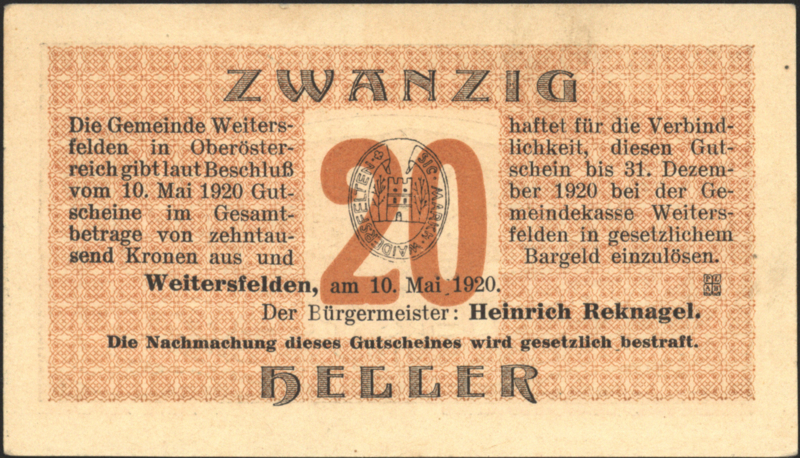 ZWANZIG
Die Gemeinde Weiters-
felden in Oberöster-
reich gibt laut Beschluß
vom 10. Mai 1920 Gut-
scheine im Gesamt-
betrage von zehntau-
send Kronen aus und
20
haftet für die Verbind-
lichkeit, diesen Gut-
schein bis 31. Dezem-
ber 1920 bei der Ge-
meindekasse Weiters-
felden in gesetzlichem
Bargeld einzulösen.
Weitersfelden, am 10. Mai 1920.
Der Bürgermeister: Heinrich Reknagel.
Die Nachmachung dieses Gutscheines wird gesetzlich bestraft.
HELLER